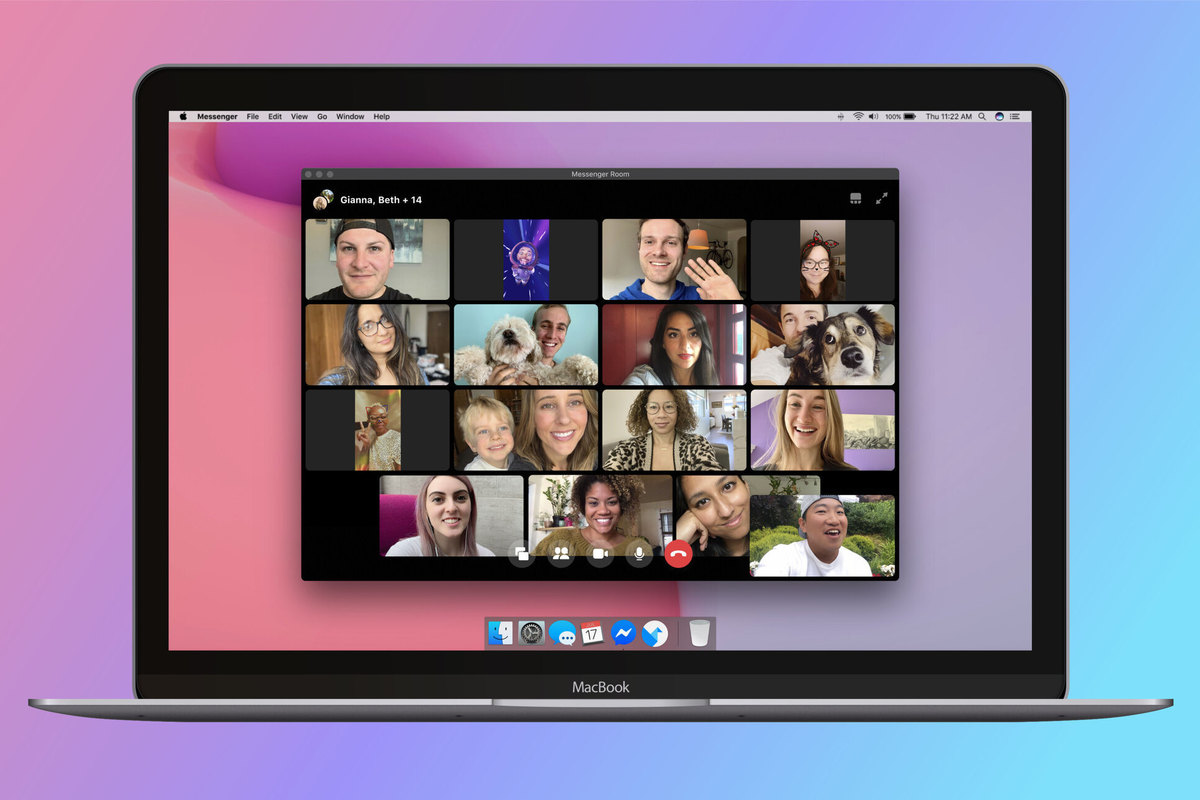 Messenger File Edit View Go Window Help 100% Thu 11:22 AM
Messenger Room
Gianna, Beth + 14
17
MacBook